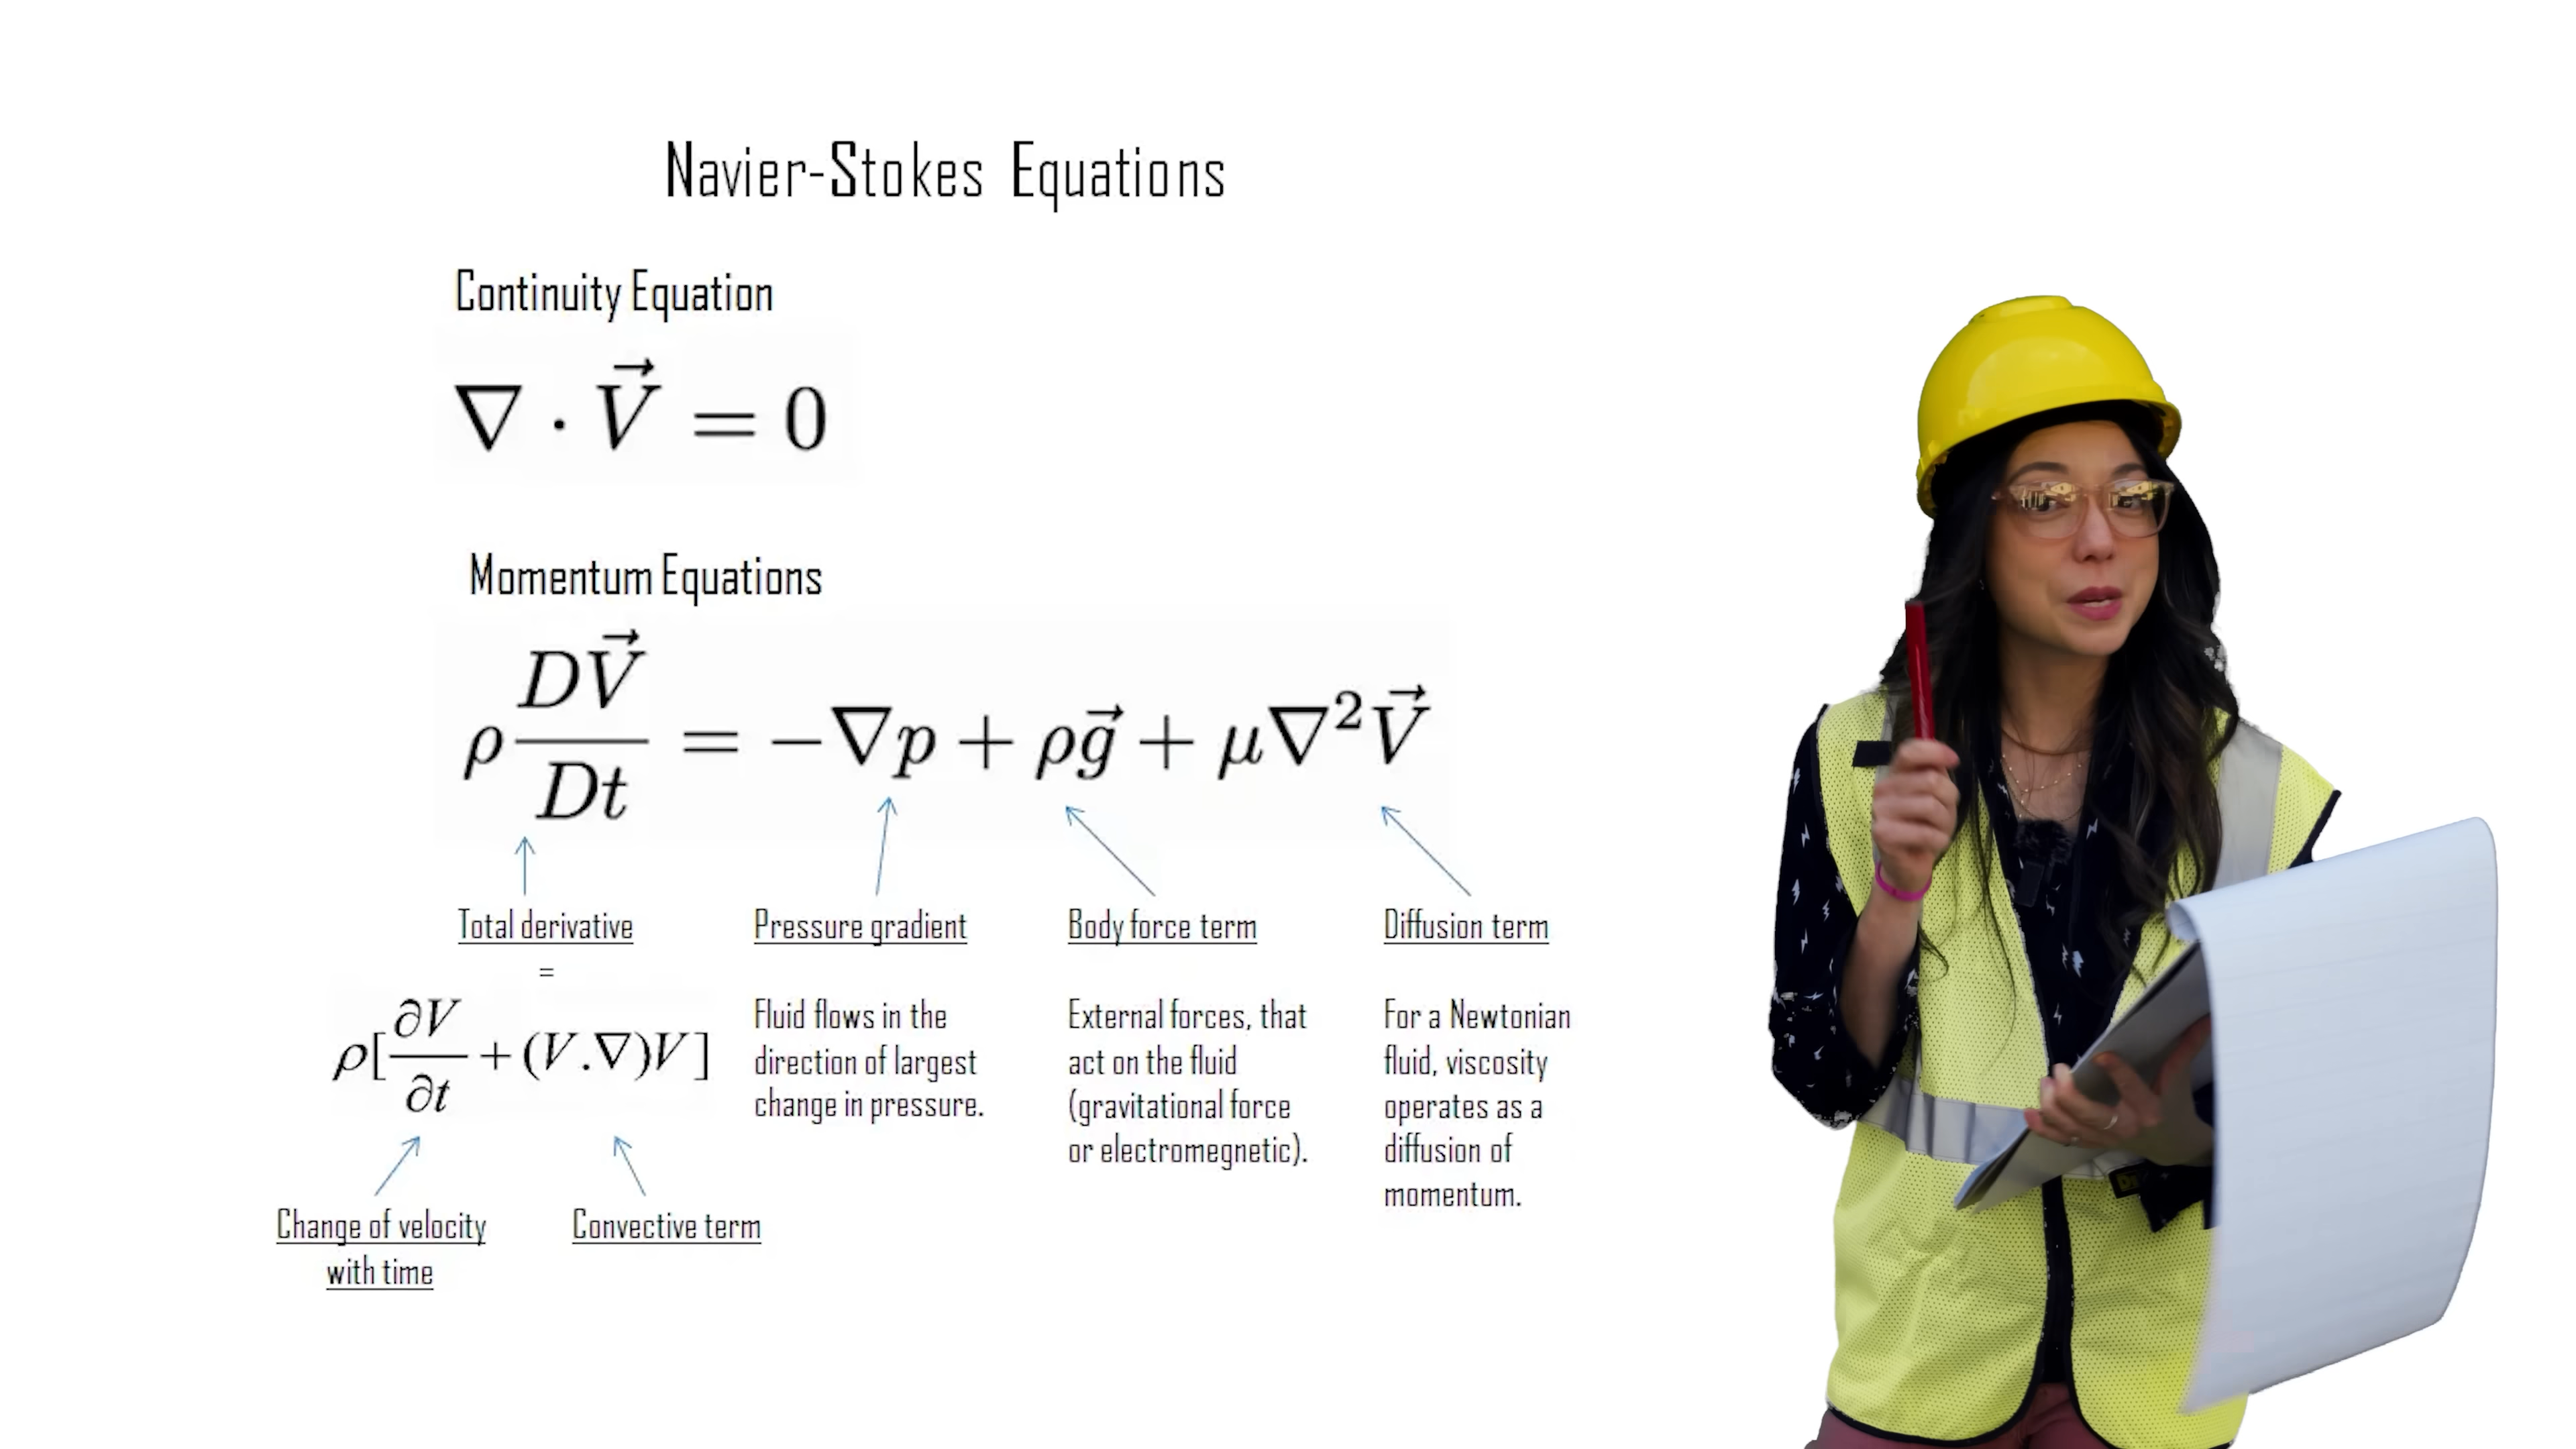 Navier-Stokes Equations
Continuity Equation
∇ · V⃗ = 0
Momentum Equations
ρ DV⃗/Dt = −∇p + ρg⃗ + μ∇²V⃗
Total derivative
=
ρ[∂V/∂t + (V.∇)V]
Change of velocity
with time
Convective term
Pressure gradient
Fluid flows in the
direction of largest
change in pressure.
Body force term
External forces, that
act on the fluid
(gravitational force
or electromegnetic).
Diffusion term
For a Newtonian
fluid, viscosity
operates as a
diffusion of
momentum.